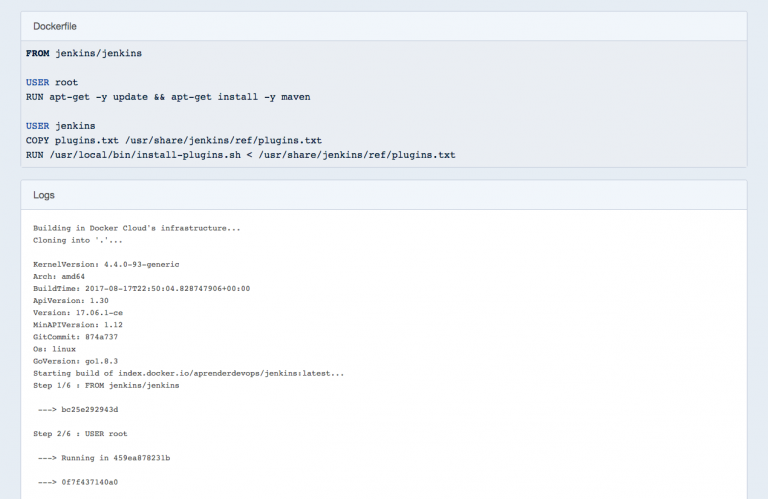 Dockerfile
FROM jenkins/jenkins
USER root
RUN apt-get -y update && apt-get install -y maven
USER jenkins
COPY plugins.txt /usr/share/jenkins/ref/plugins.txt
RUN /usr/local/bin/install-plugins.sh < /usr/share/jenkins/ref/plugins.txt
Logs
Building in Docker Cloud's infrastructure...
Cloning into '.'...
KernelVersion: 4.4.0-93-generic
Arch: amd64
BuildTime: 2017-08-17T22:50:04.828747906+00:00
ApiVersion: 1.30
Version: 17.06.1-ce
MinAPIVersion: 1.12
GitCommit: 874a737
Os: linux
GoVersion: go1.8.3
Starting build of index.docker.io/aprenderdevops/jenkins:latest...
Step 1/6 : FROM jenkins/jenkins
---> bc25e292943d
Step 2/6 : USER root
---> Running in 459ea878231b
---> 0f7f437140a0